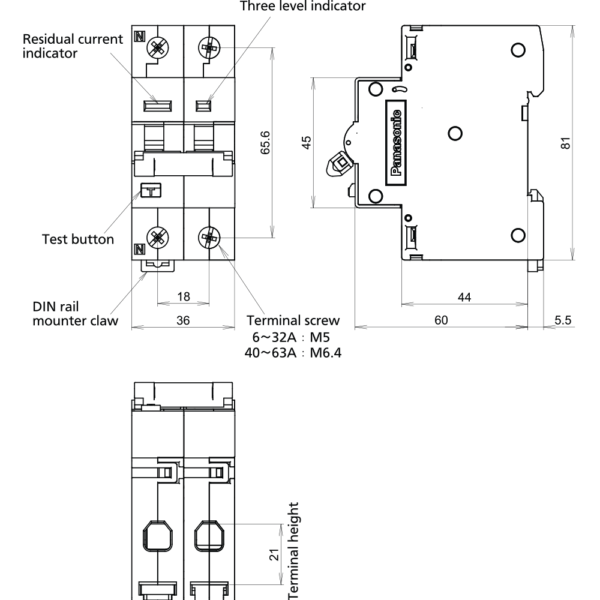 Three level indicator
Residual current
indicator
N
65.6
45
Panasonic
81
Test button
N
DIN rail
mounter claw
18
36
Terminal screw
6~32A : M5
40~63A : M6.4
44
60
5.5
21
Terminal height